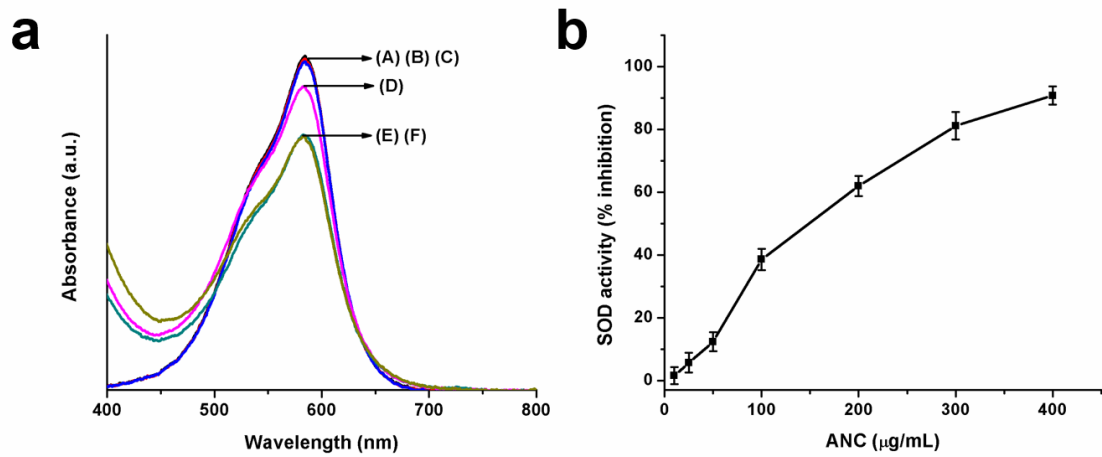 a
(A) (B) (C)
(D)
(E) (F)
Absorbance (a.u.)
400 500 600 700 800
Wavelength (nm)
b
100
80
60
40
20
0
SOD activity (% inhibition)
0 100 200 300 400
ANC (μg/mL)